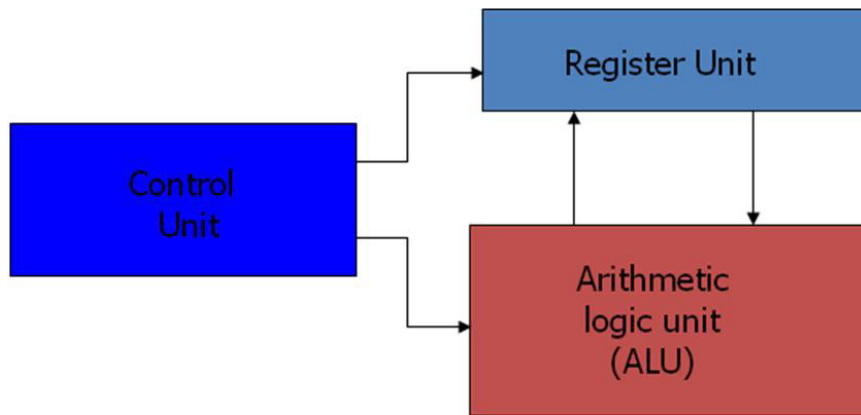 Register Unit
Control
Unit
Arithmetic
logic unit
(ALU)